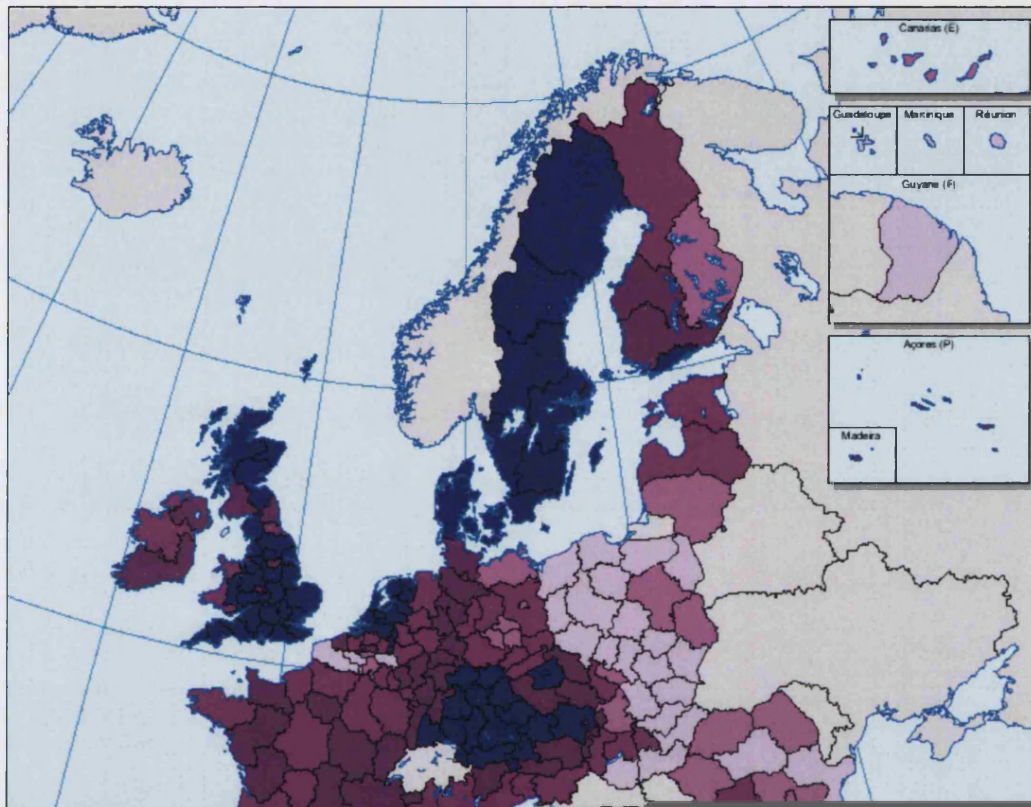 Canarias (E)
Guadeloupe
Martinique
Réunion
Guyane (F)
Açores (P)
Madeira